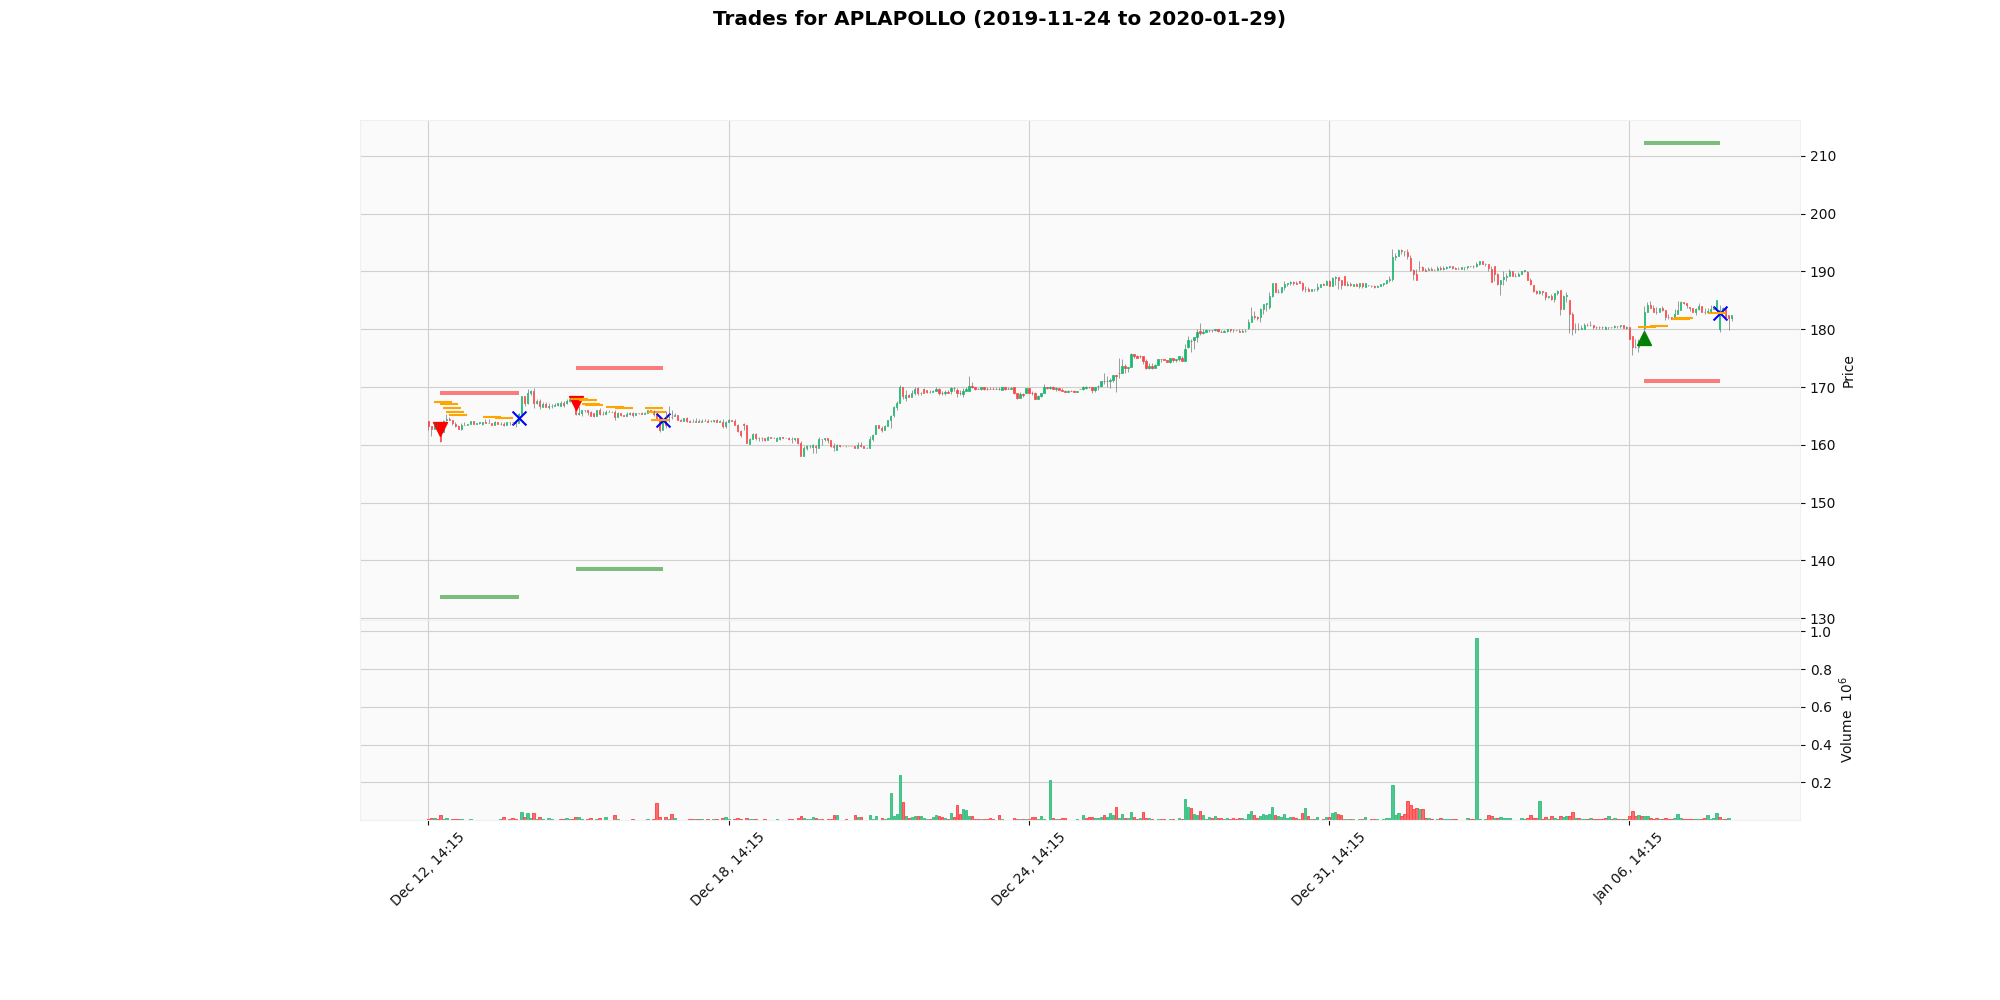 Trades for APLAPOLLO (2019-11-24 to 2020-01-29)
210
200
190
180
170
160
150
140
130
Price
1.0
0.8
0.6
0.4
0.2
Volume 10⁶
Dec 12, 14:15
Dec 18, 14:15
Dec 24, 14:15
Dec 31, 14:15
Jan 06, 14:15